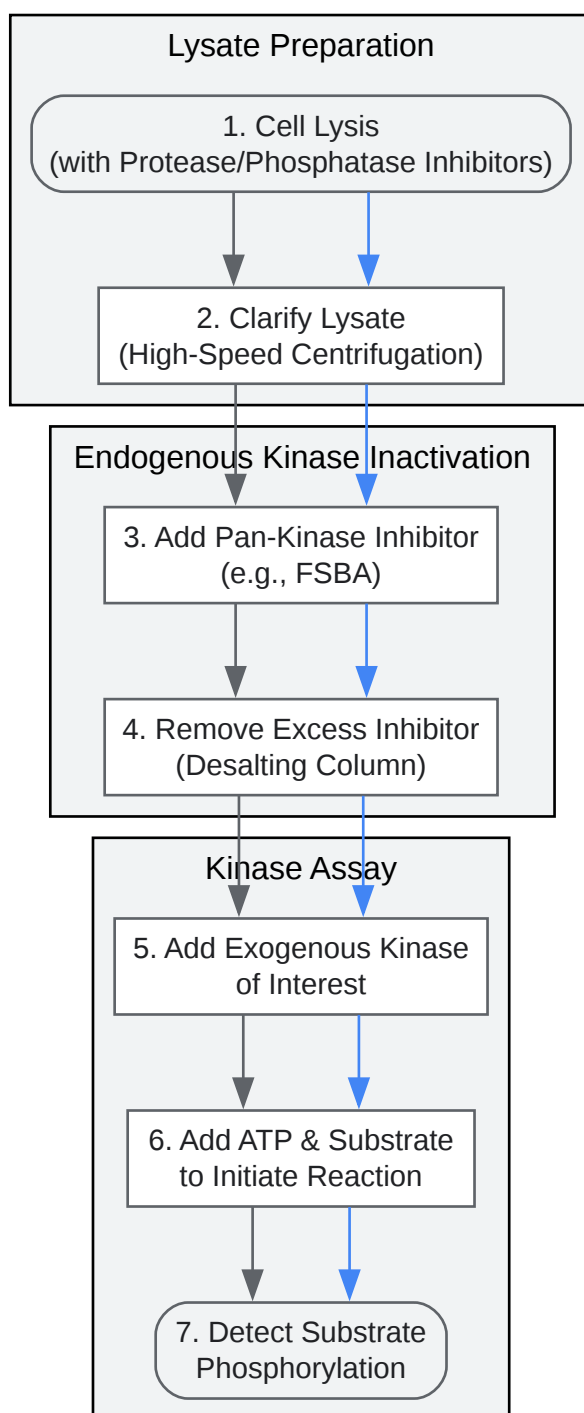 Lysate Preparation
1. Cell Lysis
(with Protease/Phosphatase Inhibitors)
2. Clarify Lysate
(High-Speed Centrifugation)
Endogenous Kinase Inactivation
3. Add Pan-Kinase Inhibitor
(e.g., FSBA)
4. Remove Excess Inhibitor
(Desalting Column)
Kinase Assay
5. Add Exogenous Kinase
of Interest
6. Add ATP & Substrate
to Initiate Reaction
7. Detect Substrate
Phosphorylation